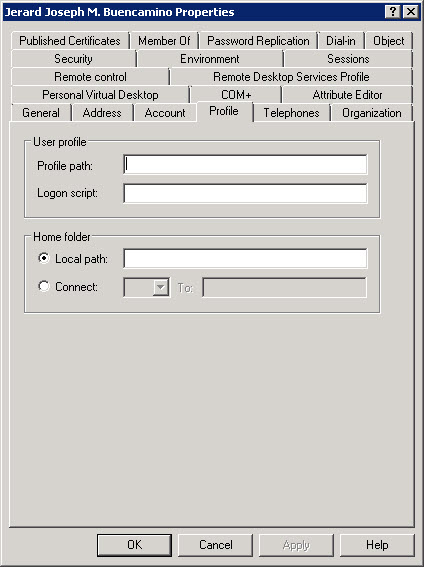 Jerard Joseph M. Buencamino Properties
Published Certificates Member Of Password Replication Dial-in Object
Security Environment Sessions
Remote control Remote Desktop Services Profile
Personal Virtual Desktop COM+ Attribute Editor
General Address Account Profile Telephones Organization
User profile
Profile path:
Logon script:
Home folder
Local path:
Connect: To:
OK Cancel Apply Help